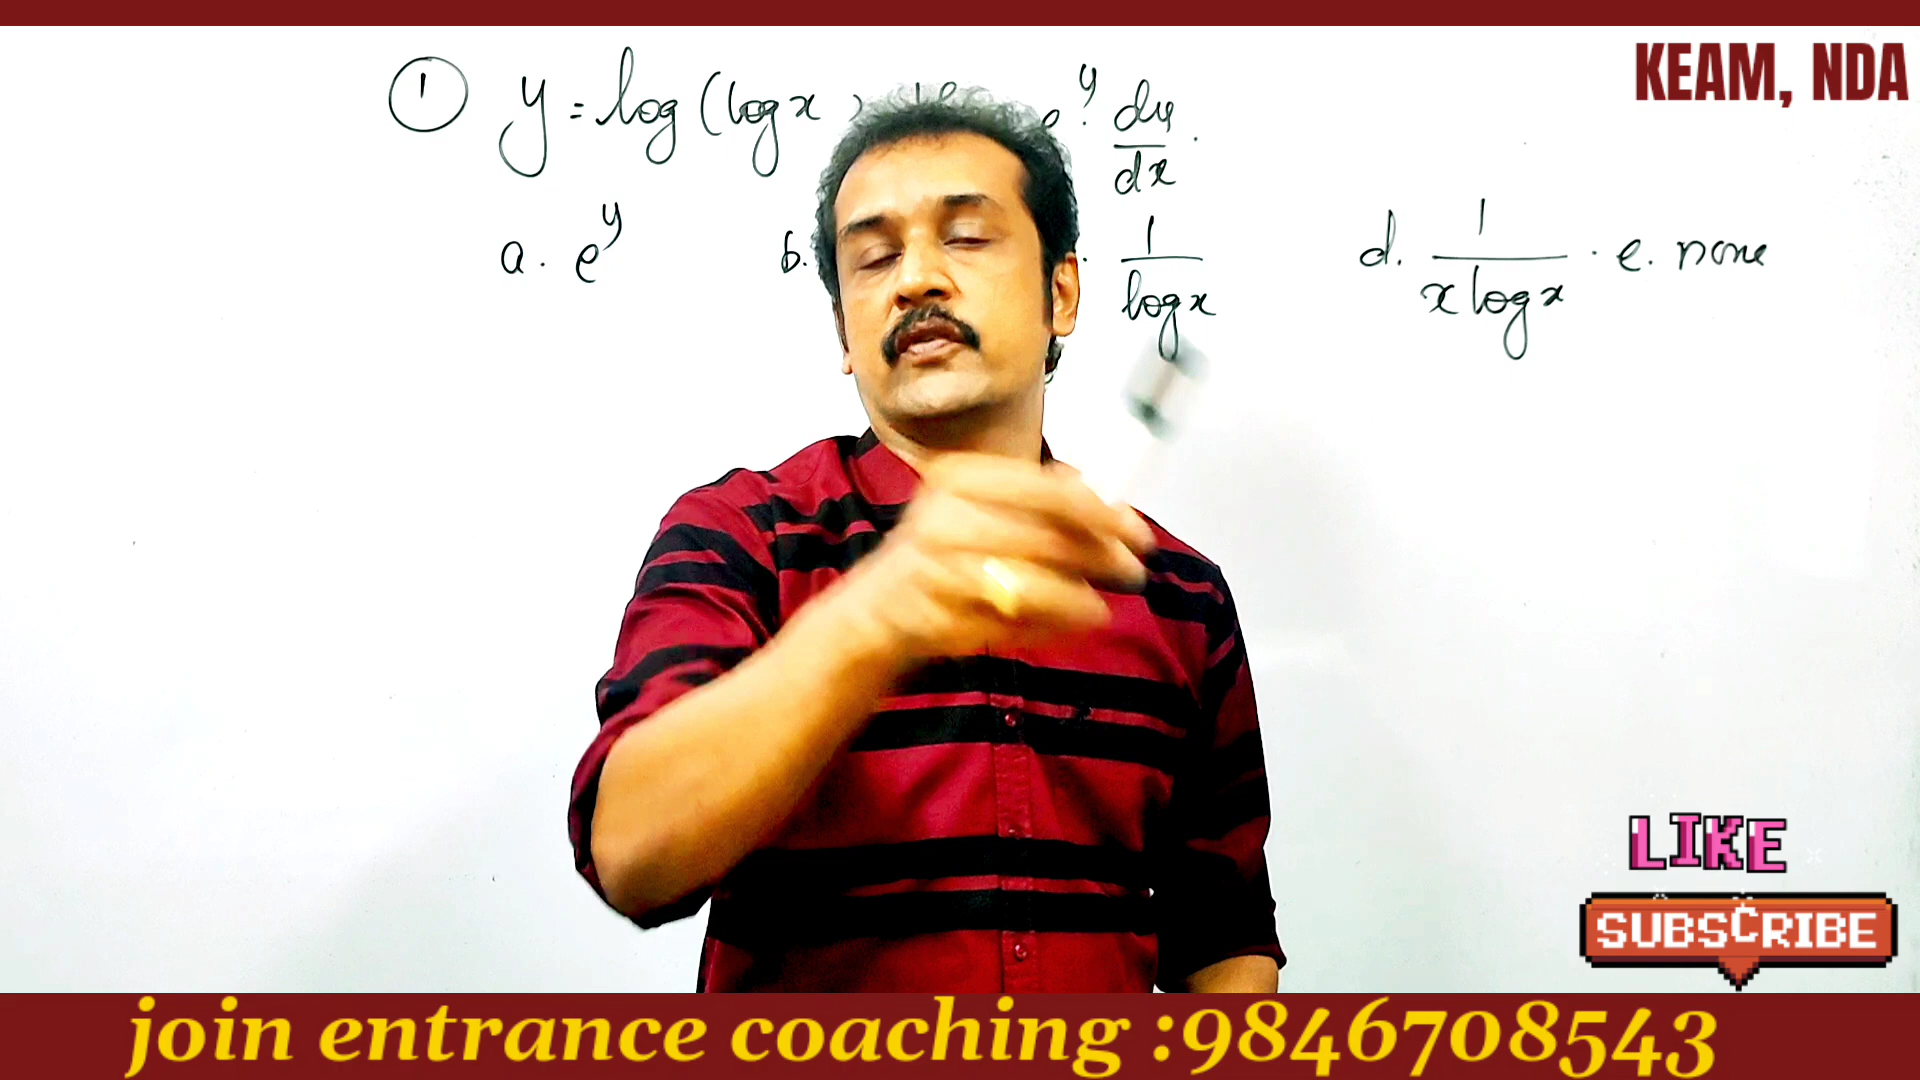 KEAM, NDA
① y = log (log x) e^y dy/dx.
a. e^y b. . 1/log x d. 1/(x log x) . e. none
LIKE
SUBSCRIBE
join entrance coaching :9846708543